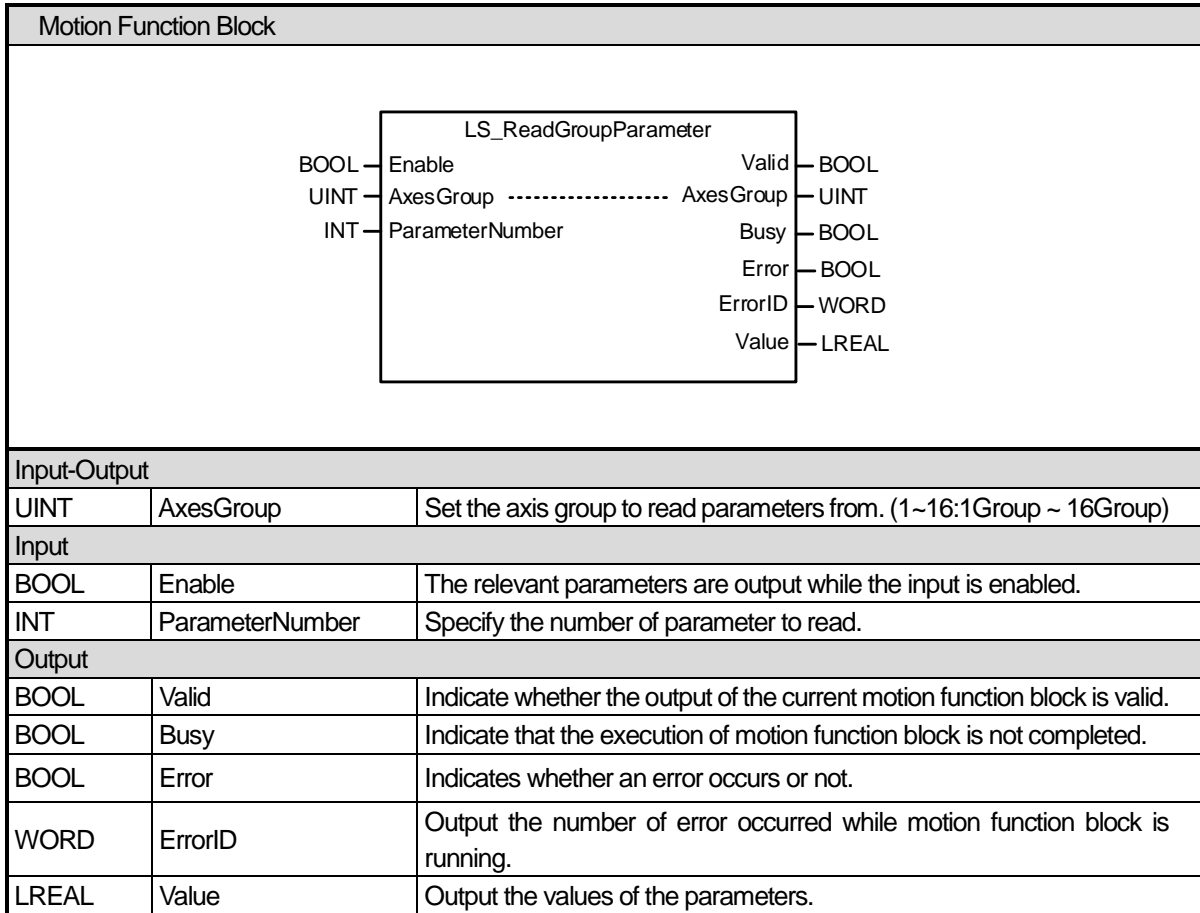 Motion Function Block
LS_ReadGroupParameter
BOOL Enable Valid BOOL
UINT AxesGroup AxesGroup UINT
INT ParameterNumber Busy BOOL
Error BOOL
ErrorID WORD
Value LREAL
Input-Output
UINT AxesGroup Set the axis group to read parameters from. (1~16:1Group ~ 16Group)
Input
BOOL Enable The relevant parameters are output while the input is enabled.
INT ParameterNumber Specify the number of parameter to read.
Output
BOOL Valid Indicate whether the output of the current motion function block is valid.
BOOL Busy Indicate that the execution of motion function block is not completed.
BOOL Error Indicates whether an error occurs or not.
WORD ErrorID Output the number of error occurred while motion function block is
running.
LREAL Value Output the values of the parameters.